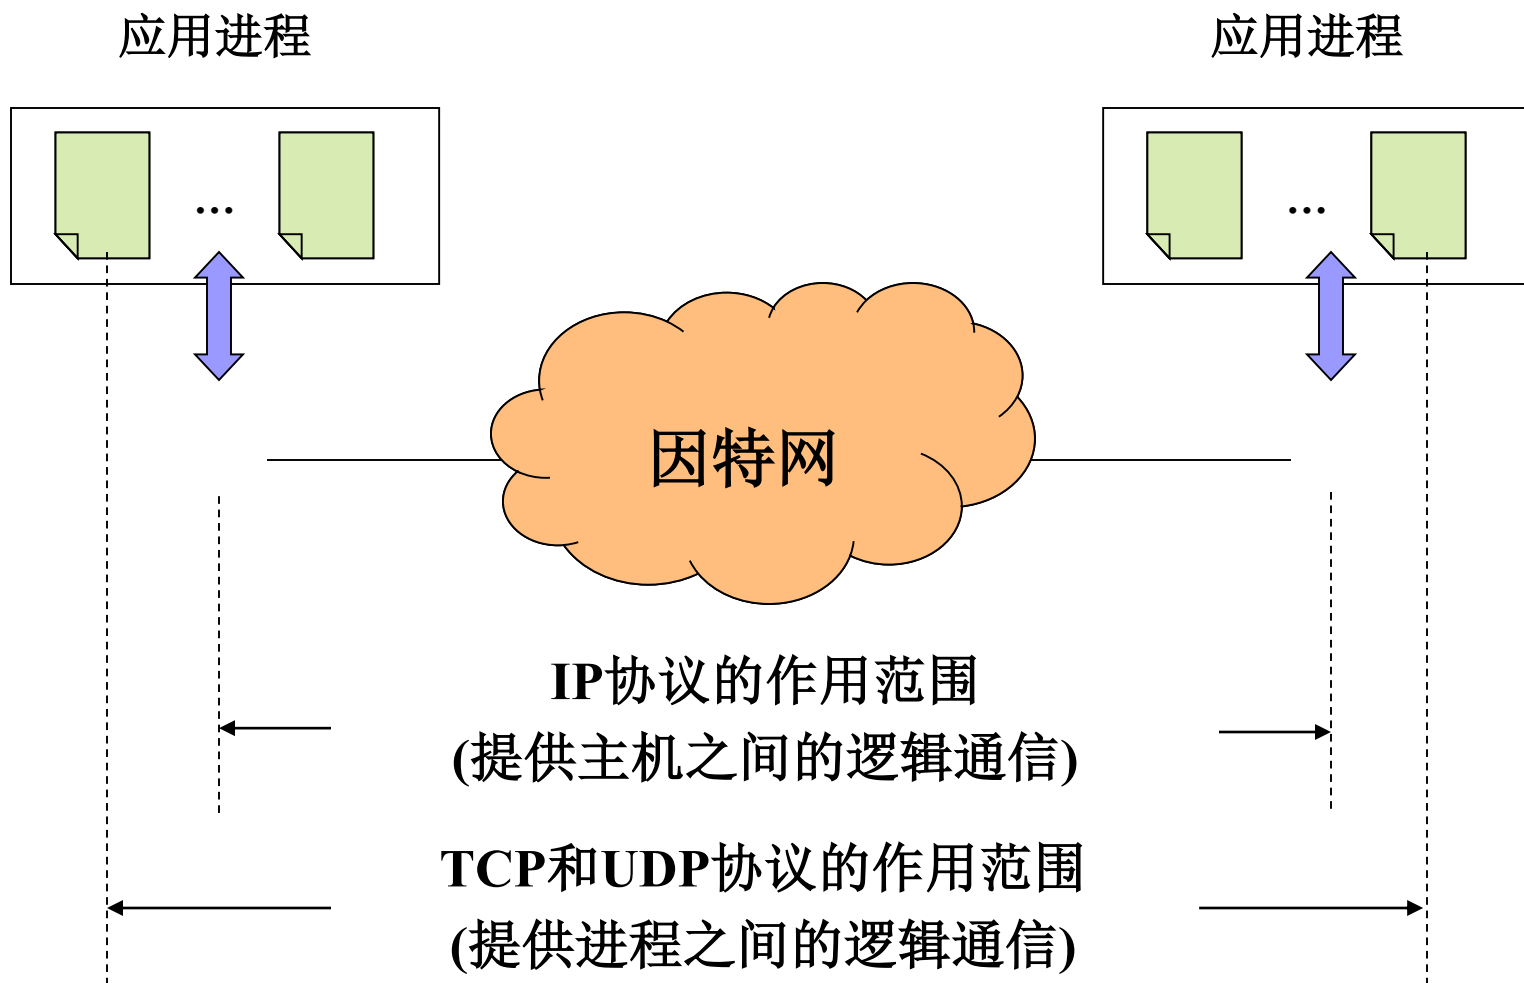 应用进程
应用进程
...
...
因特网
IP协议的作用范围
(提供主机之间的逻辑通信)
TCP和UDP协议的作用范围
(提供进程之间的逻辑通信)